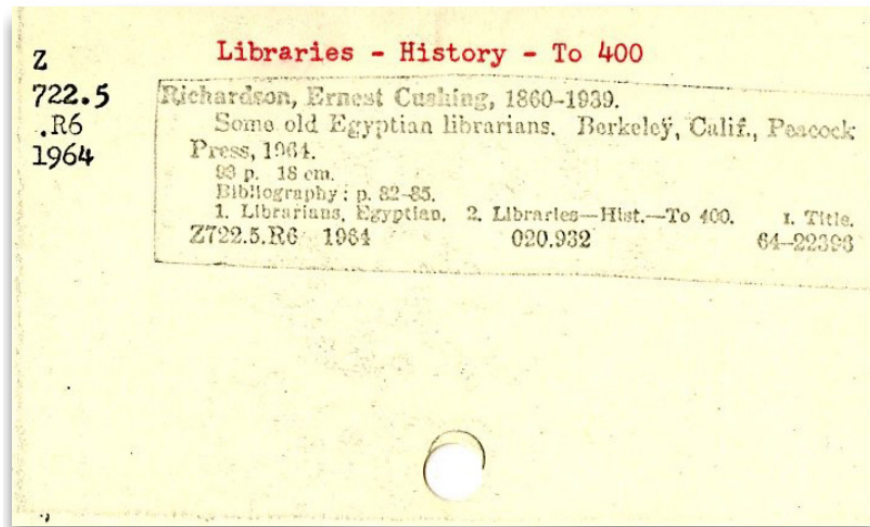 Libraries - History - To 400
Z
722.5
.R6
1964
Richardson, Ernest Cushing, 1860-1939.
Some old Egyptian librarians. Berkeley, Calif., Peacock
Press, 1964.
93 p. 18 cm.
Bibliography: p. 82-85.
1. Librarians, Egyptian. 2. Libraries—Hist.—To 400. I. Title.
Z722.5.R6 1964 020.932